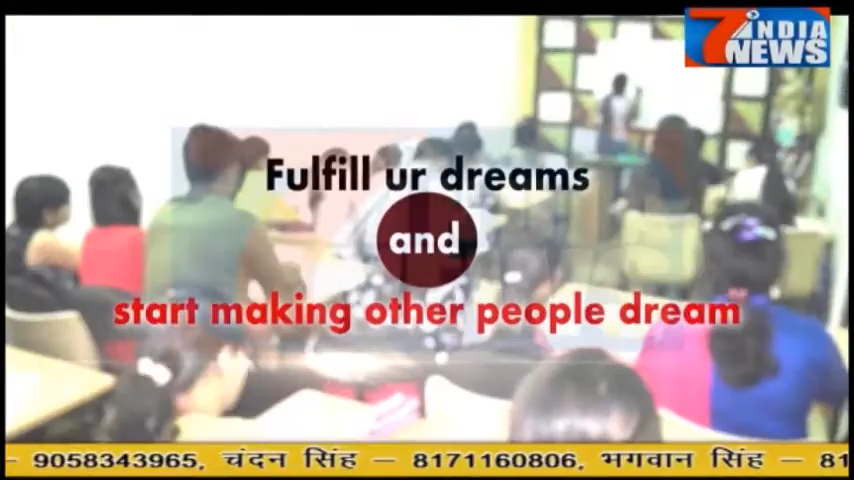 7 INDIA
NEWS
Fulfill ur dreams
and
start making other people dream
– 9058343965, चंदन सिंह – 8171160806, भगवान सिंह – 81